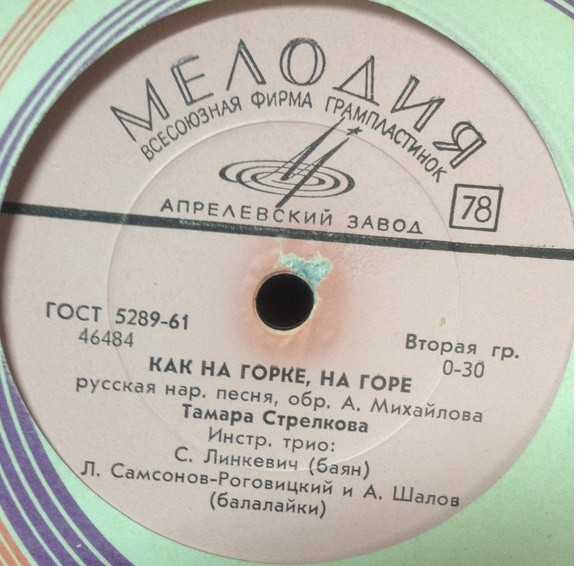 МЕЛОДИЯ
ВСЕСОЮЗНАЯ ФИРМА ГРАМПЛАСТИНОК
АПРЕЛЕВСКИЙ ЗАВОД
78
ГОСТ 5289-61
46484
Вторая гр.
0-30
КАК НА ГОРКЕ, НА ГОРЕ
русская нар. песня, обр. А. Михайлова
Тамара Стрелкова
Инстр. трио:
С. Линкевич (баян)
Л. Самсонов-Роговицкий и А. Шалов
(балалайки)